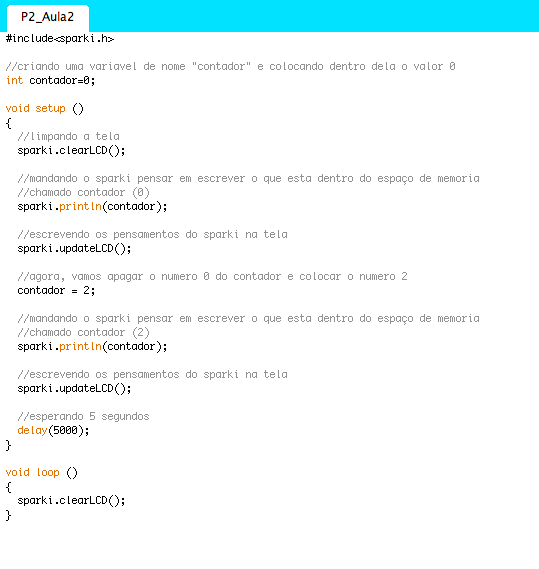 P2_Aula2
#include<sparki.h>
//criando uma variavel de nome "contador" e colocando dentro dela o valor 0
int contador=0;
void setup ()
{
//limpando a tela
sparki.clearLCD();
//mandando o sparki pensar em escrever o que esta dentro do espaço de memoria
//chamado contador (0)
sparki.println(contador);
//escrevendo os pensamentos do sparki na tela
sparki.updateLCD();
//agora, vamos apagar o numero 0 do contador e colocar o numero 2
contador = 2;
//mandando o sparki pensar em escrever o que esta dentro do espaço de memoria
//chamado contador (2)
sparki.println(contador);
//escrevendo os pensamentos do sparki na tela
sparki.updateLCD();
//esperando 5 segundos
delay(5000);
}
void loop ()
{
sparki.clearLCD();
}